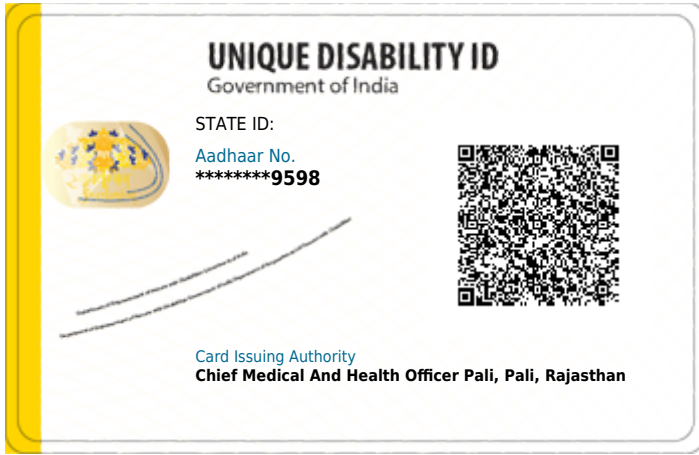 UNIQUE DISABILITY ID
Government of India
STATE ID:
Aadhaar No.
********9598
Card Issuing Authority
Chief Medical And Health Officer Pali, Pali, Rajasthan